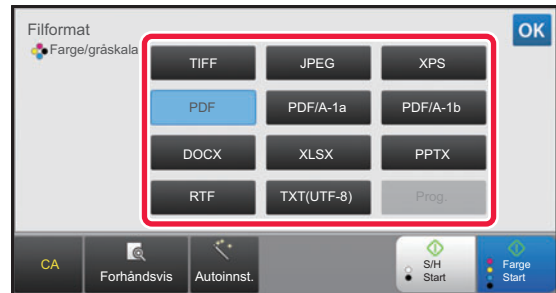 Filformat
OK
Farge/gråskala
TIFF JPEG XPS
PDF PDF/A-1a PDF/A-1b
DOCX XLSX PPTX
RTF TXT(UTF-8) Prog.
CA
Forhåndsvis
Autoinnst.
S/H
Start
Farge
Start